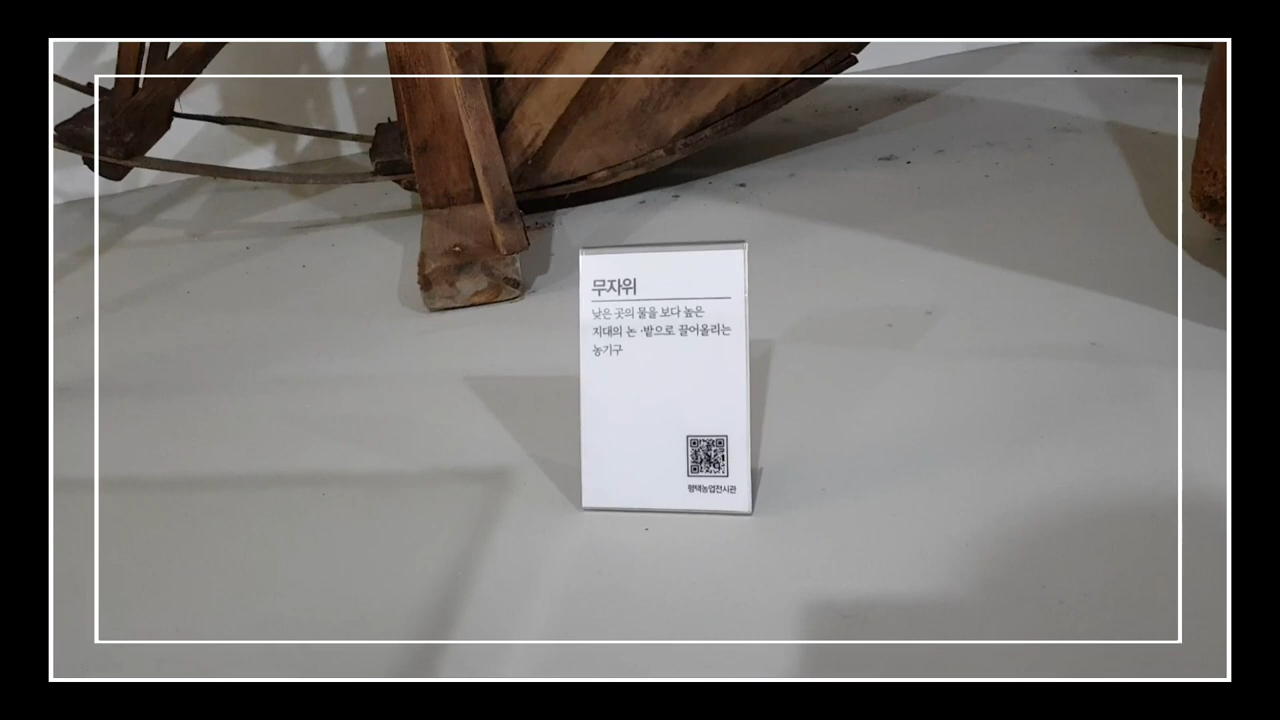 무자위
낮은 곳의 물을 보다 높은
지대의 논·밭으로 끌어올리는
농기구
평택농업전시관